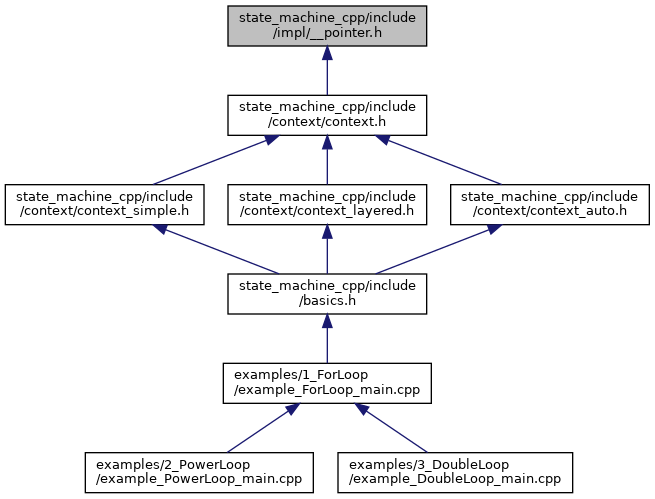 state_machine_cpp/include
/impl/__pointer.h
state_machine_cpp/include
/context/context.h
state_machine_cpp/include
/context/context_simple.h
state_machine_cpp/include
/context/context_layered.h
state_machine_cpp/include
/context/context_auto.h
state_machine_cpp/include
/basics.h
examples/1_ForLoop
/example_ForLoop_main.cpp
examples/2_PowerLoop
/example_PowerLoop_main.cpp
examples/3_DoubleLoop
/example_DoubleLoop_main.cpp